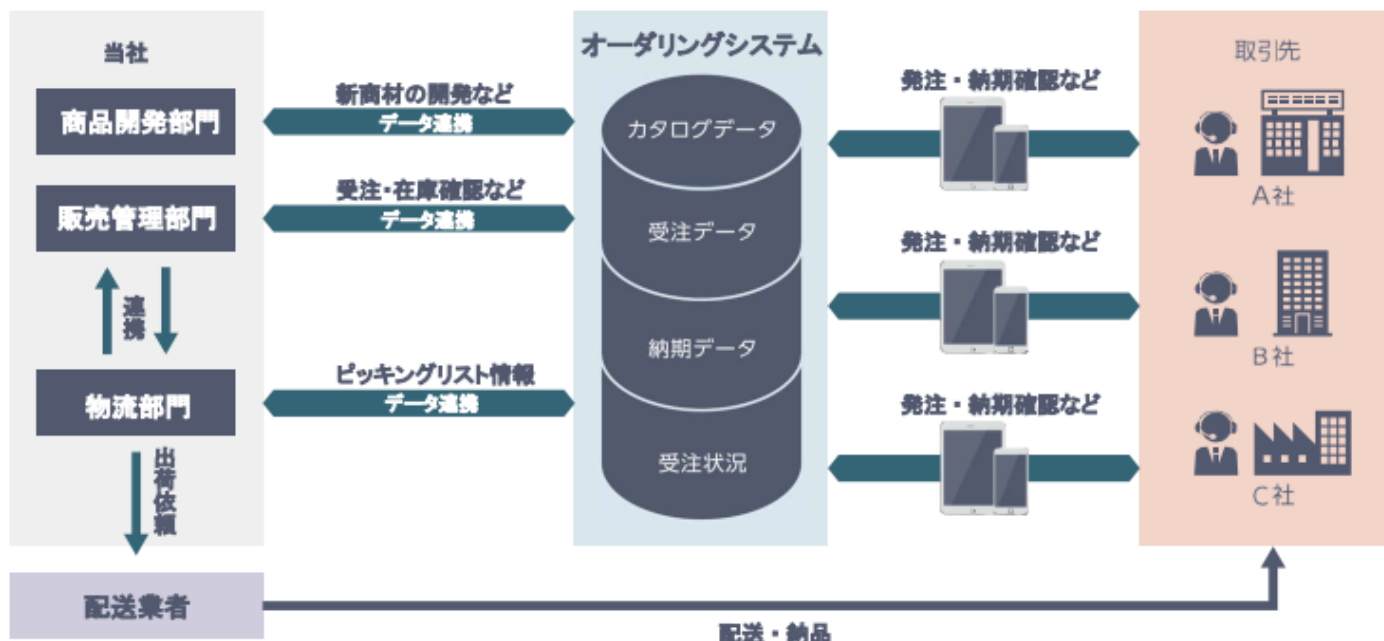 当社
商品開発部門
販売管理部門
連携
物流部門
出荷依頼
配送業者
新商材の開発など
データ連携
受注・在庫確認など
データ連携
ピッキングリスト情報
データ連携
オーダリングシステム
カタログデータ
受注データ
納期データ
受注状況
発注・納期確認など
発注・納期確認など
発注・納期確認など
取引先
A社
B社
C社
配送・納品